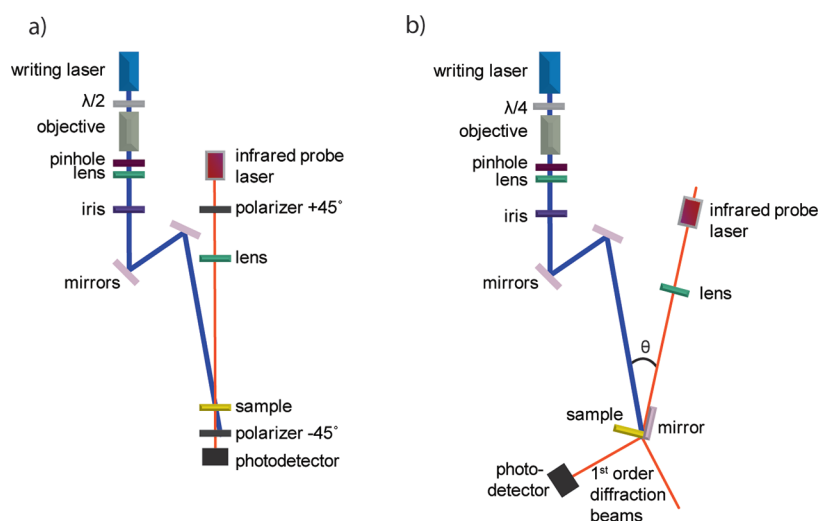 a)
writing laser
λ/2
objective
pinhole
lens
iris
mirrors
infrared probe
laser
polarizer +45˚
lens
sample
polarizer -45˚
photodetector
b)
writing laser
λ/4
objective
pinhole
lens
iris
mirrors
infrared probe
laser
lens
θ
sample
mirror
photo-
detector
1st order
diffraction
beams